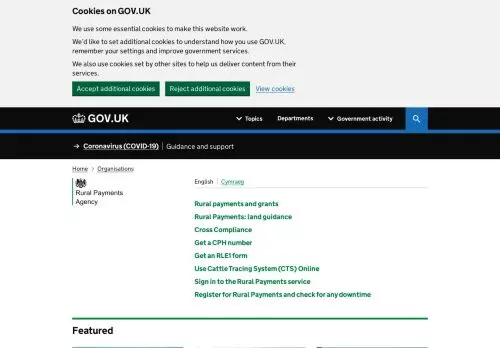 Cookies on GOV.UK
We use some essential cookies to make this website work.
We'd like to set additional cookies to understand how you use GOV.UK,
remember your settings and improve government services.
We also use cookies set by other sites to help us deliver content from their
services.
Accept additional cookies Reject additional cookies View cookies
GOV.UK Topics Departments Government activity
→ Coronavirus (COVID-19) Guidance and support
Home Organisations
English Cymraeg
Rural Payments
Agency
Rural payments and grants
Rural Payments: land guidance
Cross Compliance
Get a CPH number
Get an RLE1 form
Use Cattle Tracing System (CTS) Online
Sign in to the Rural Payments service
Register for Rural Payments and check for any downtime
Featured